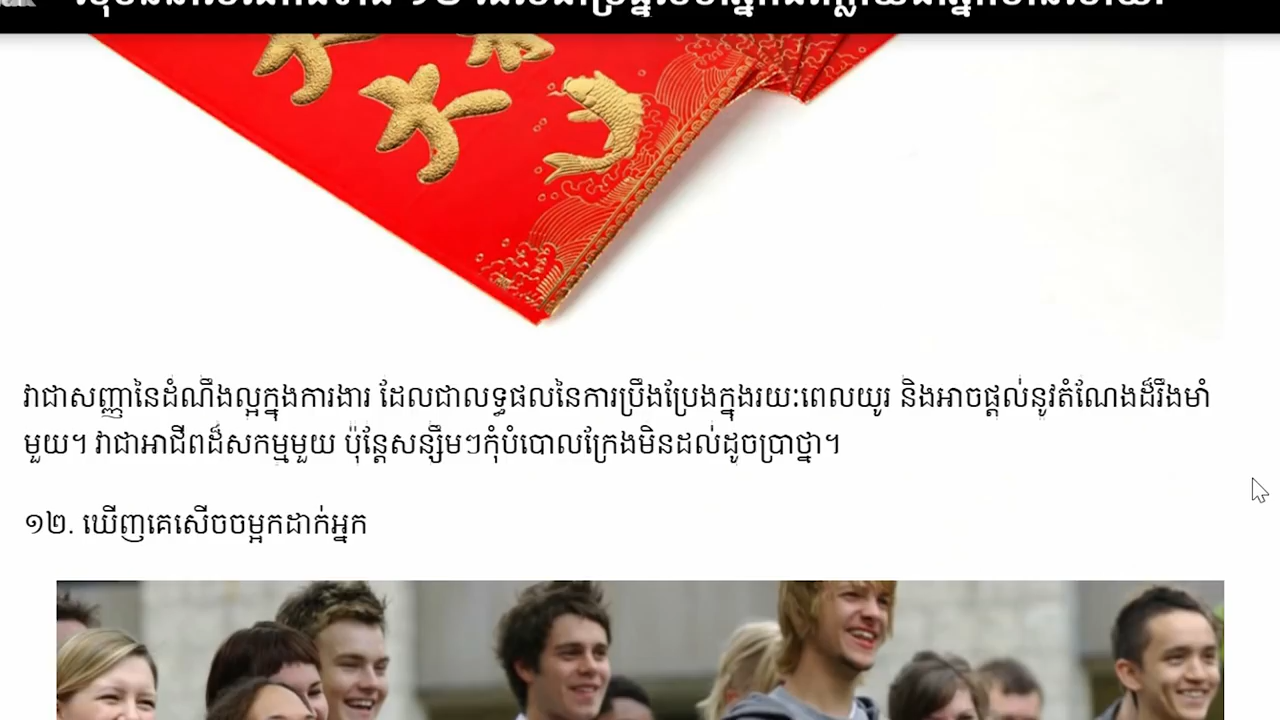 វាជាសញ្ញានៃដំណឹងល្អក្នុងការងារ ដែលជាលទ្ធផលនៃការប្រឹងប្រែងក្នុងរយៈពេលយូរ និងអាចផ្តល់នូវតំណែងដ៏រឹងមាំ
មួយ។ វាជាអាជីពដ៏សកម្មមួយ ប៉ុន្តែសន្សឹមៗកុំបំបោលក្រែងមិនដល់ដូចប្រាថ្នា។
១២. ឃើញគេសើចចម្អកដាក់អ្នក